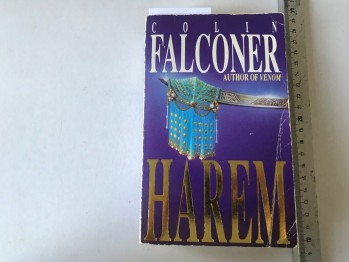 COLIN
FALCONER
AUTHOR OF VENOM
HAREM